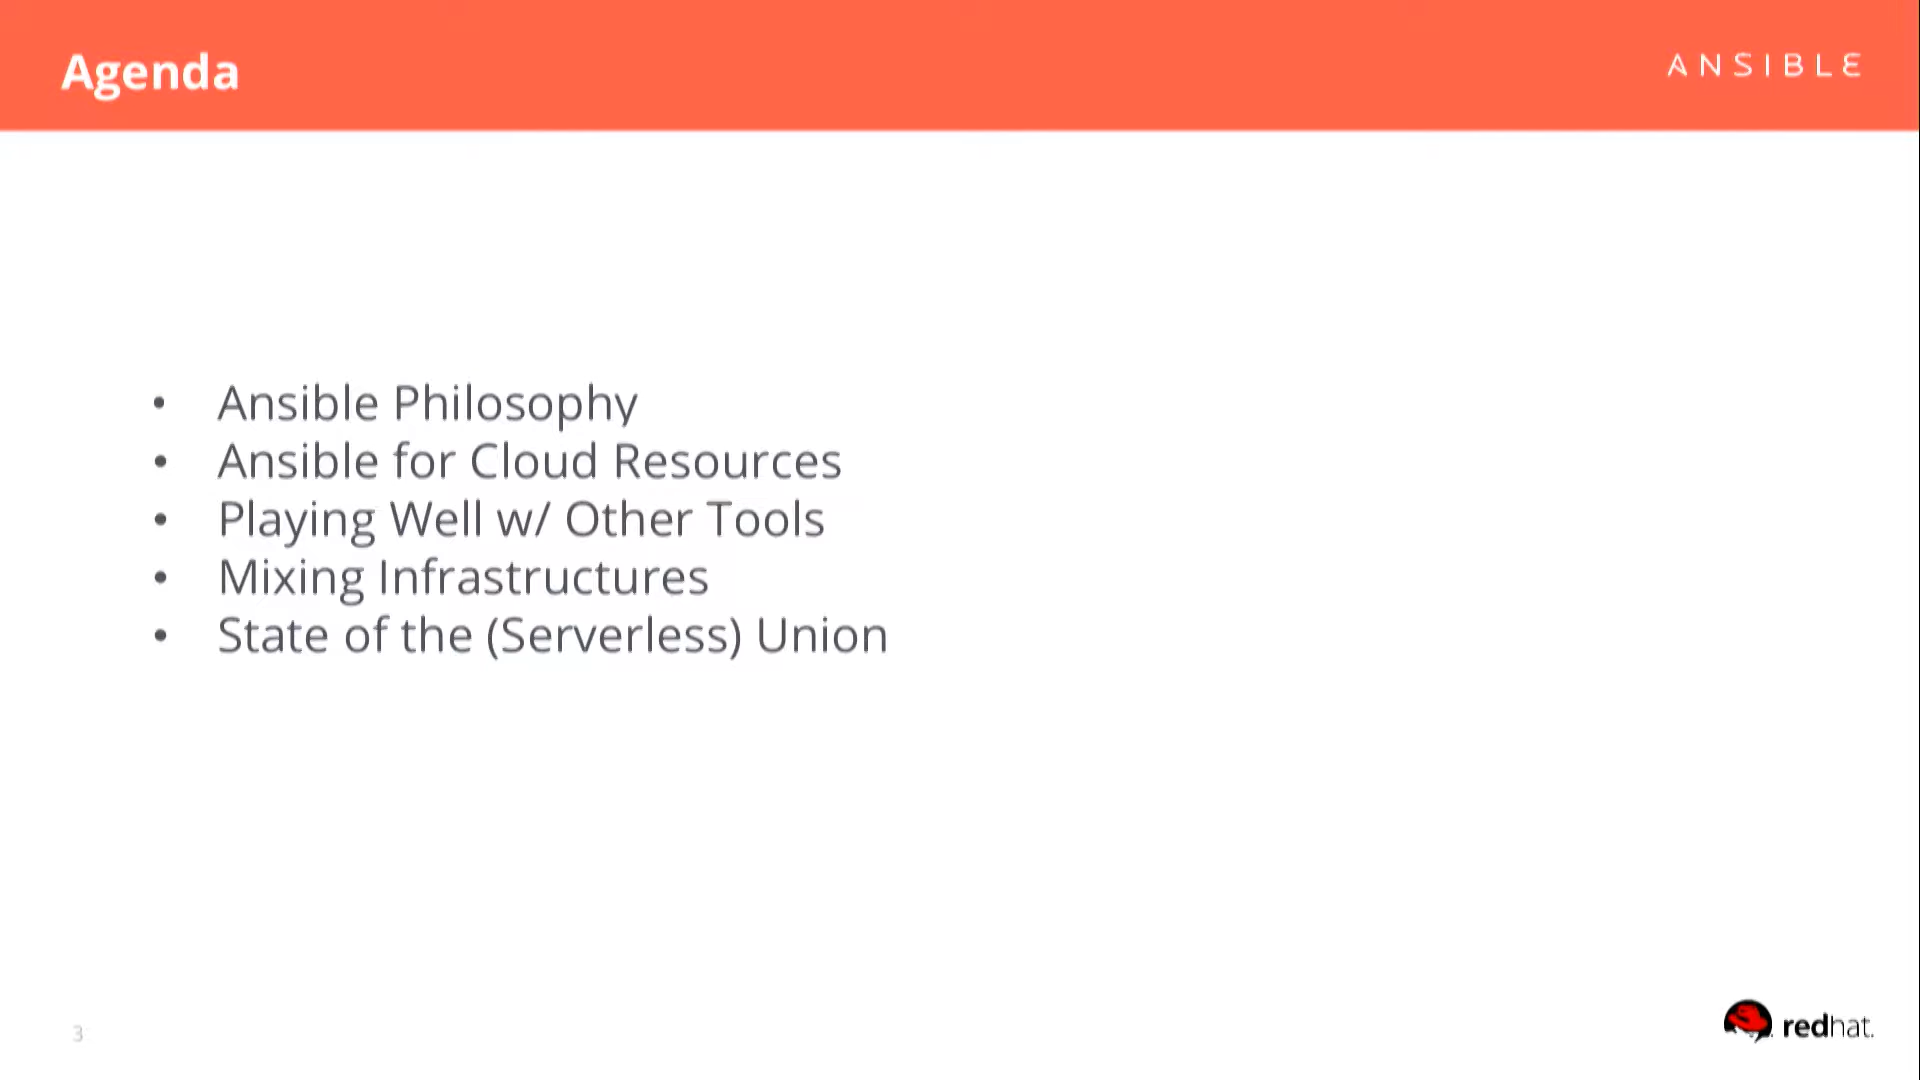 Agenda
ANSIBLE
• Ansible Philosophy
• Ansible for Cloud Resources
• Playing Well w/ Other Tools
• Mixing Infrastructures
• State of the (Serverless) Union
3
redhat.